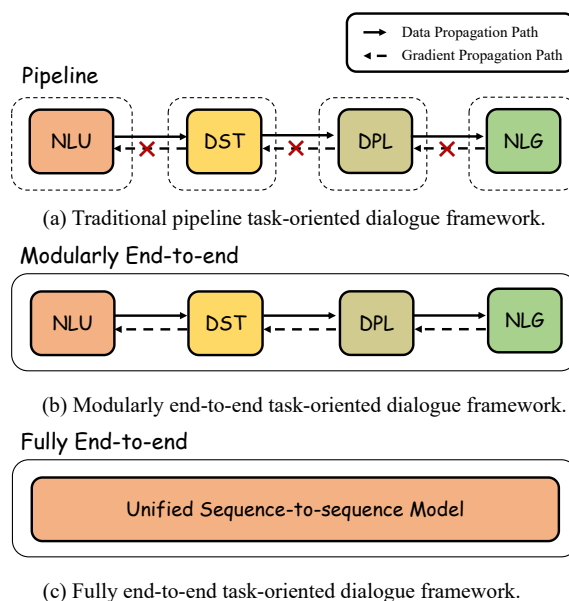 Data Propagation Path
Gradient Propagation Path
Pipeline
NLU DST DPL NLG
(a) Traditional pipeline task-oriented dialogue framework.
Modularly End-to-end
NLU DST DPL NLG
(b) Modularly end-to-end task-oriented dialogue framework.
Fully End-to-end
Unified Sequence-to-sequence Model
(c) Fully end-to-end task-oriented dialogue framework.